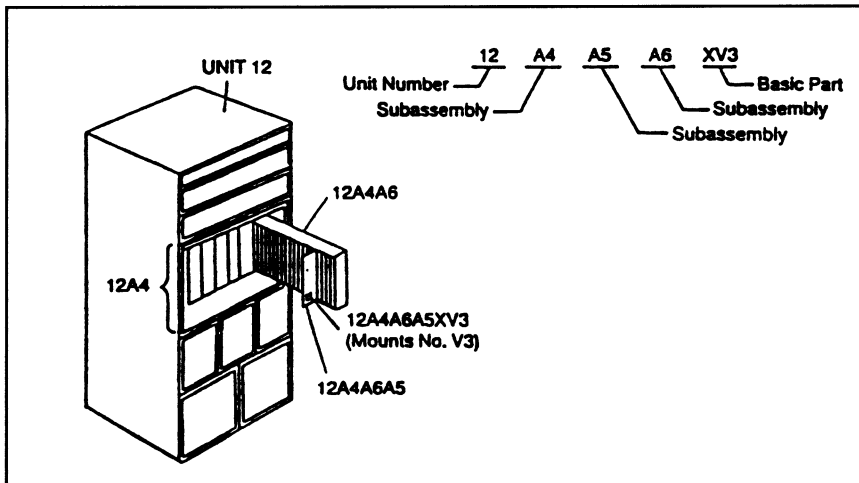 UNIT 12
12 A4 A5 A6 XV3
Unit Number
Basic Part
Subassembly
Subassembly
Subassembly
12A4A6
12A4
12A4A6A5XV3
(Mounts No. V3)
12A4A6A5